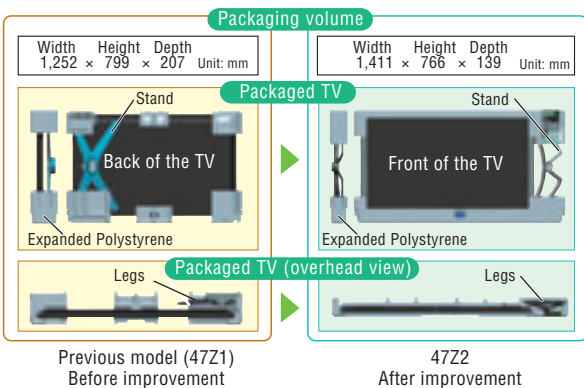 Packaging volume
Width Height Depth
1,252 × 799 × 207 Unit: mm
Width Height Depth
1,411 × 766 × 139 Unit: mm
Packaged TV
Stand
Back of the TV
Expanded Polystyrene
Stand
Front of the TV
Expanded Polystyrene
Packaged TV (overhead view)
Legs
Legs
Previous model (47Z1)
Before improvement
47Z2
After improvement